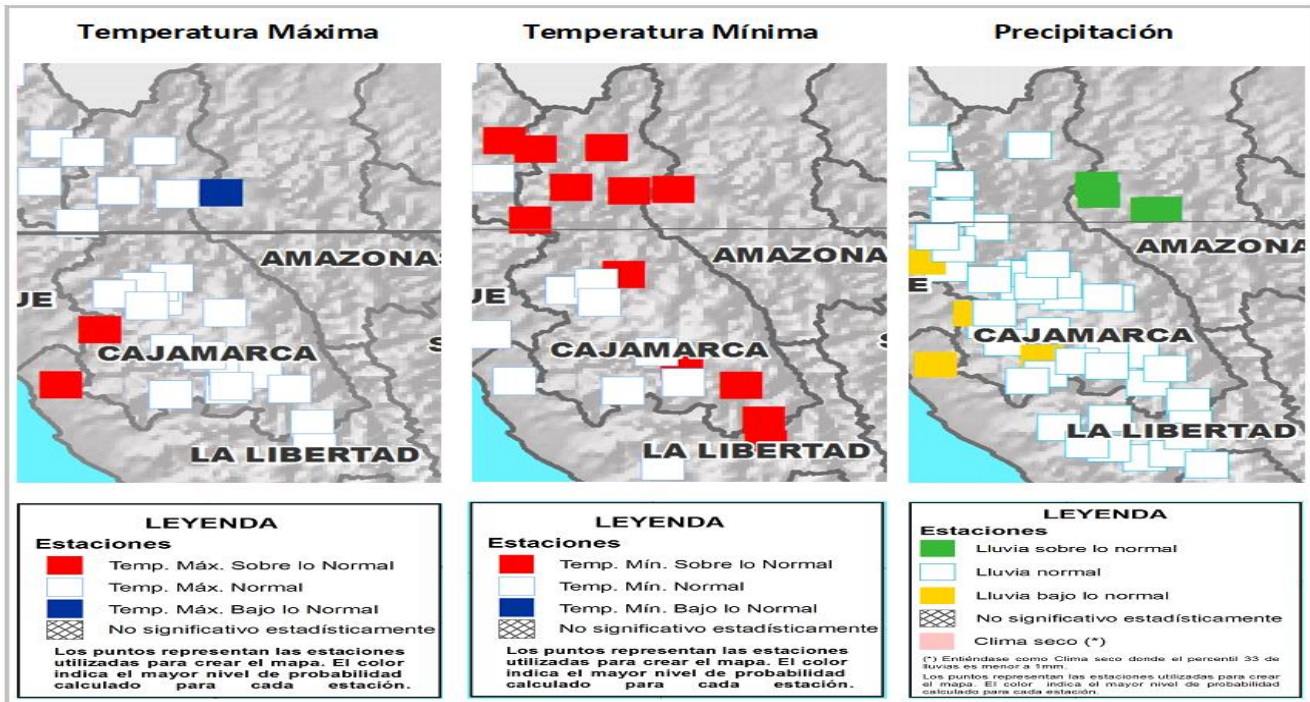 Temperatura Máxima
Temperatura Mínima
Precipitación
AMAZONAS
JE
CAJAMARCA
LA LIBERTAD
AMAZONAS
CAJAMARCA
S
LA LIBERTAD
AMAZONA
E
CAJAMARCA
LA LIBERTAD
LEYENDA
Estaciones
Temp. Máx. Sobre lo Normal
Temp. Máx. Normal
Temp. Máx. Bajo lo Normal
No significativo estadísticamente
Los puntos representan las estaciones
utilizadas para crear el mapa. El color
indica el mayor nivel de probabilidad
calculado para cada estación.
LEYENDA
Estaciones
Temp. Mín. Sobre lo Normal
Temp. Mín. Normal
Temp. Mín. Bajo lo Normal
No significativo estadísticamente
Los puntos representan las estaciones
utilizadas para crear el mapa. El color
indica el mayor nivel de probabilidad
calculado para cada estación.
LEYENDA
Estaciones
Lluvia sobre lo normal
Lluvia normal
Lluvia bajo lo normal
No significativo estadísticamente
Clima seco (*)
(*) Entiéndase como Clima seco donde el percentil 33 de
lluvias es menor a 1mm.
Los puntos representan las estaciones utilizadas para crear
el mapa. El color indica el mayor nivel de probabilidad
calculado para cada estación.